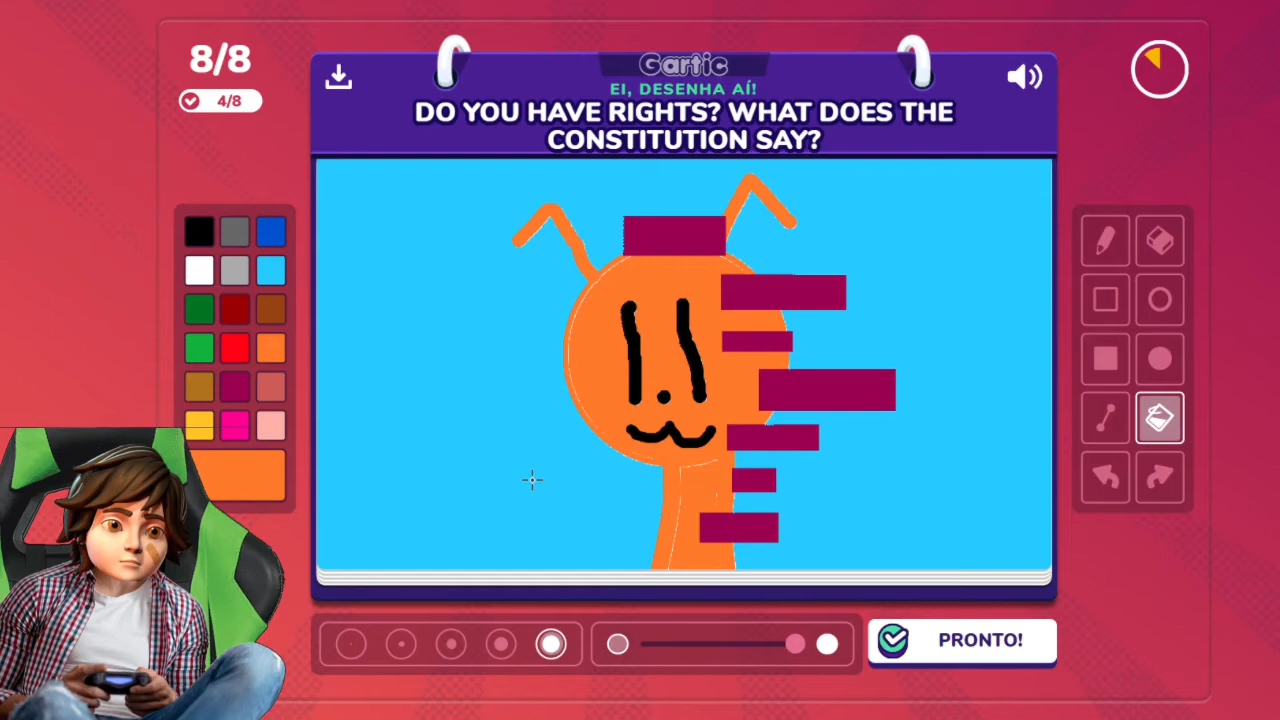 8/8
4/8
Gartic
EI, DESENHA AÍ!
DO YOU HAVE RIGHTS? WHAT DOES THE
CONSTITUTION SAY?
PRONTO!